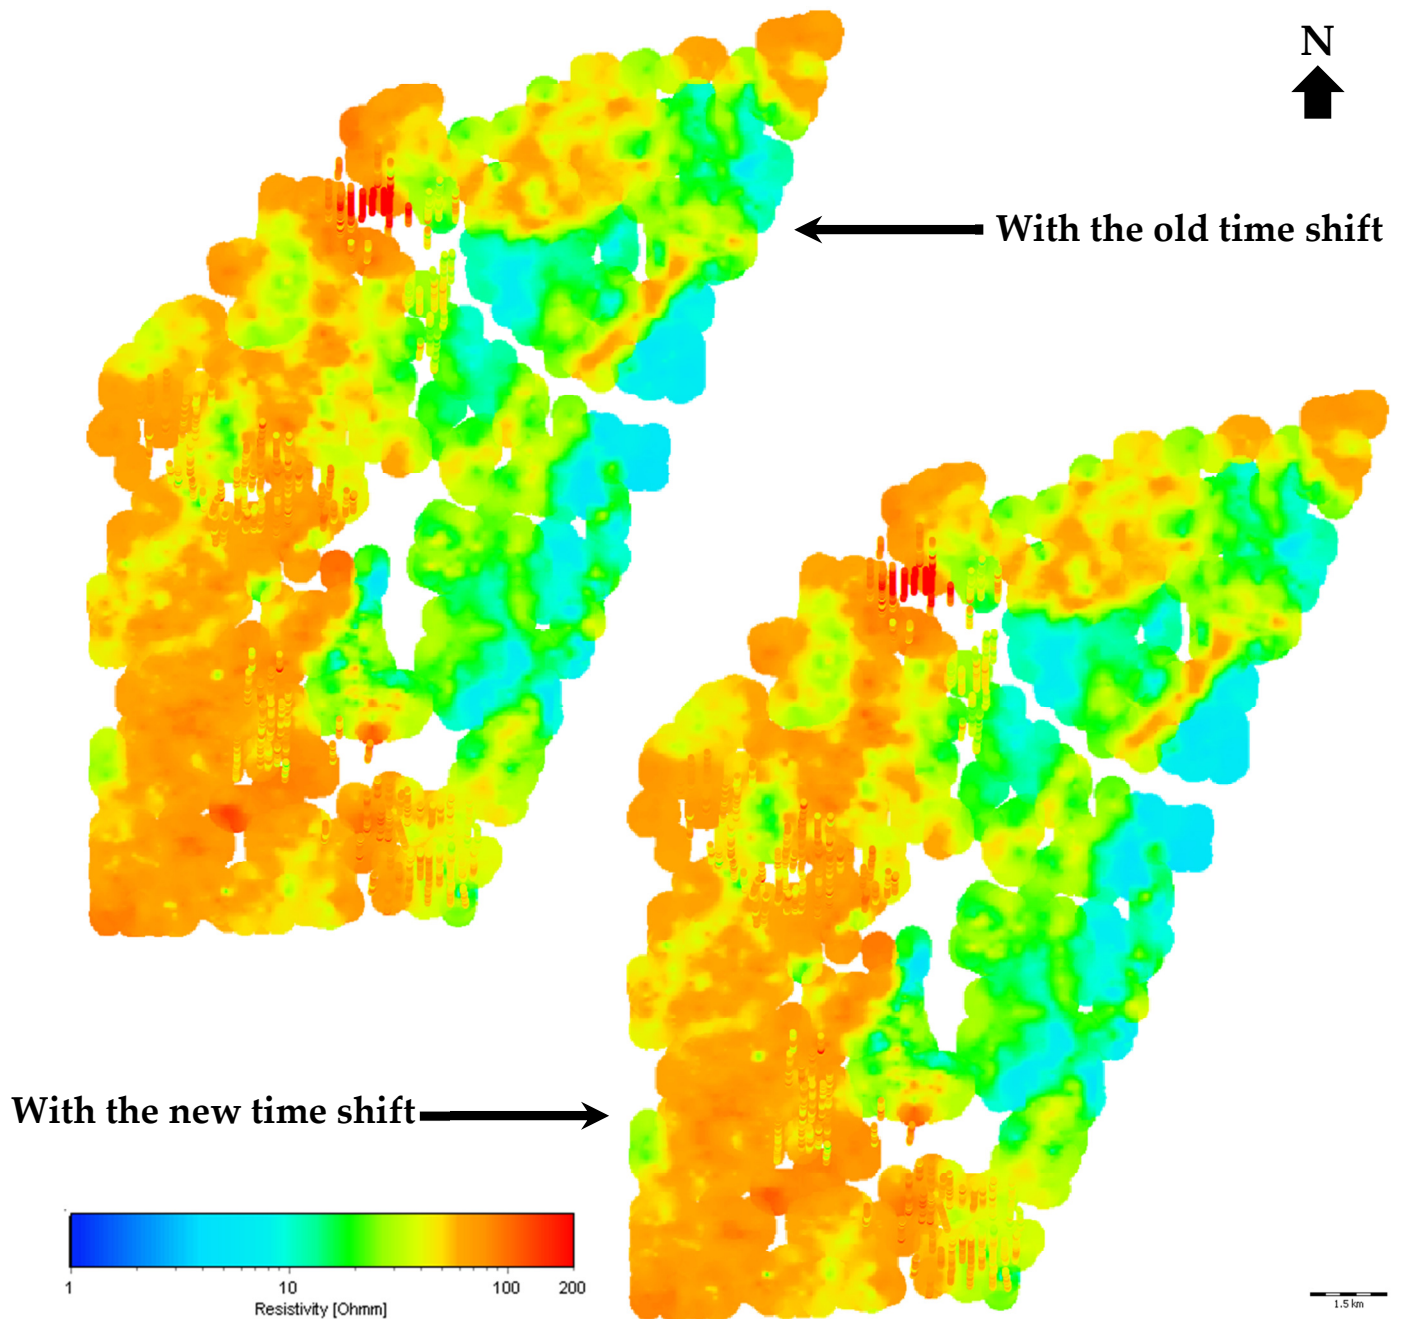 N
With the old time shift
With the new time shift
1 10 100 200
Resistivity [Ohmm]
1.5 km